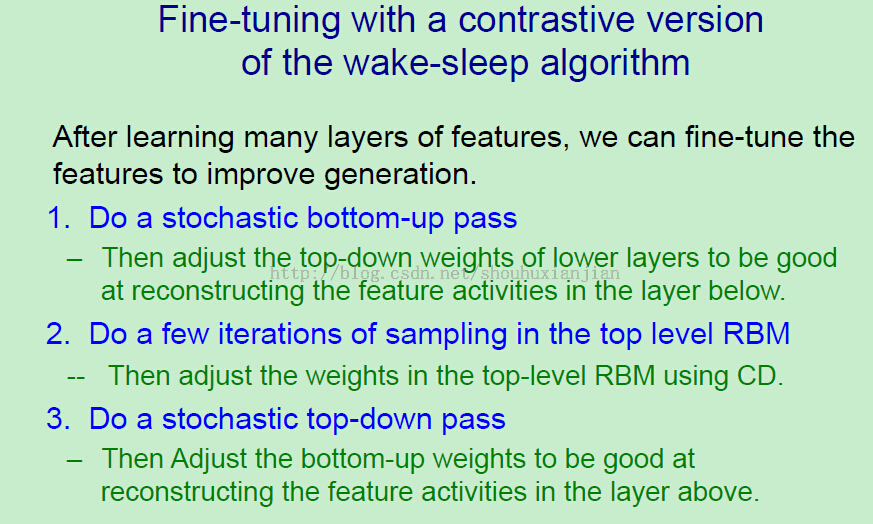 Fine-tuning with a contrastive version
of the wake-sleep algorithm
After learning many layers of features, we can fine-tune the
features to improve generation.
1. Do a stochastic bottom-up pass
– Then adjust the top-down weights of lower layers to be good
http://blog.csdn.net/shouhuxianjian
at reconstructing the feature activities in the layer below.
2. Do a few iterations of sampling in the top level RBM
-- Then adjust the weights in the top-level RBM using CD.
3. Do a stochastic top-down pass
– Then Adjust the bottom-up weights to be good at
reconstructing the feature activities in the layer above.